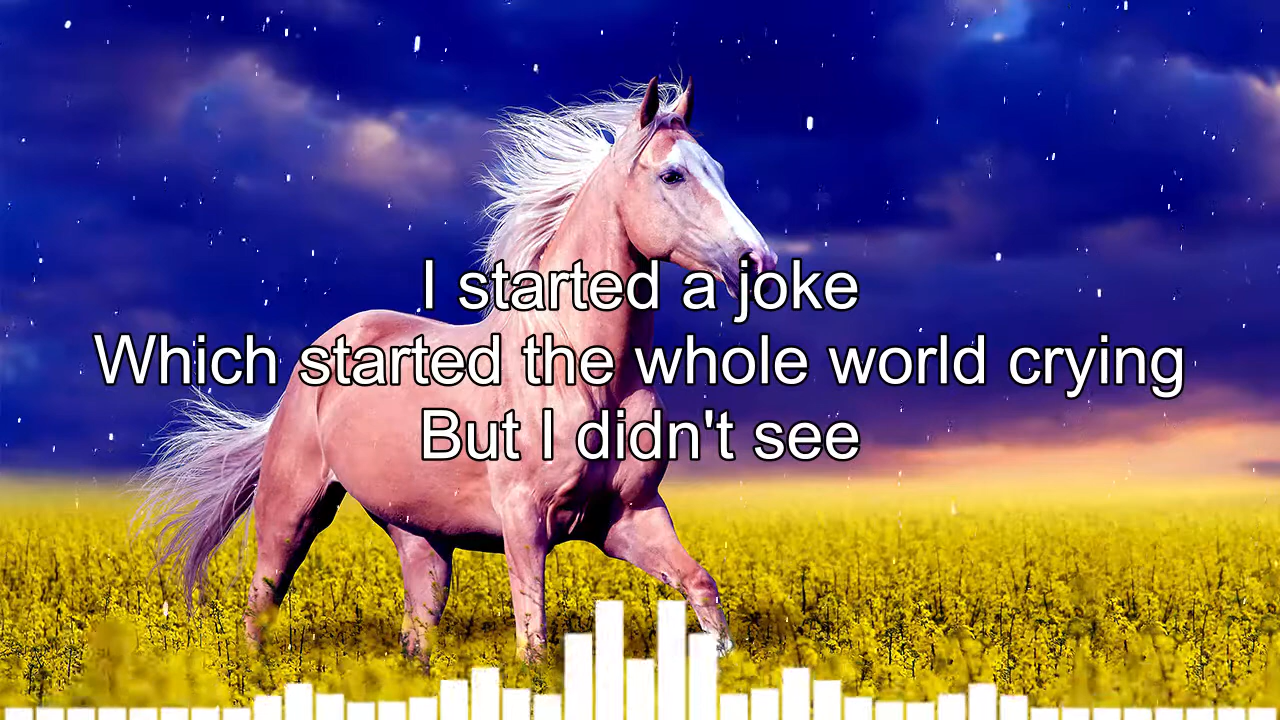 I started a joke
Which started the whole world crying
But I didn't see